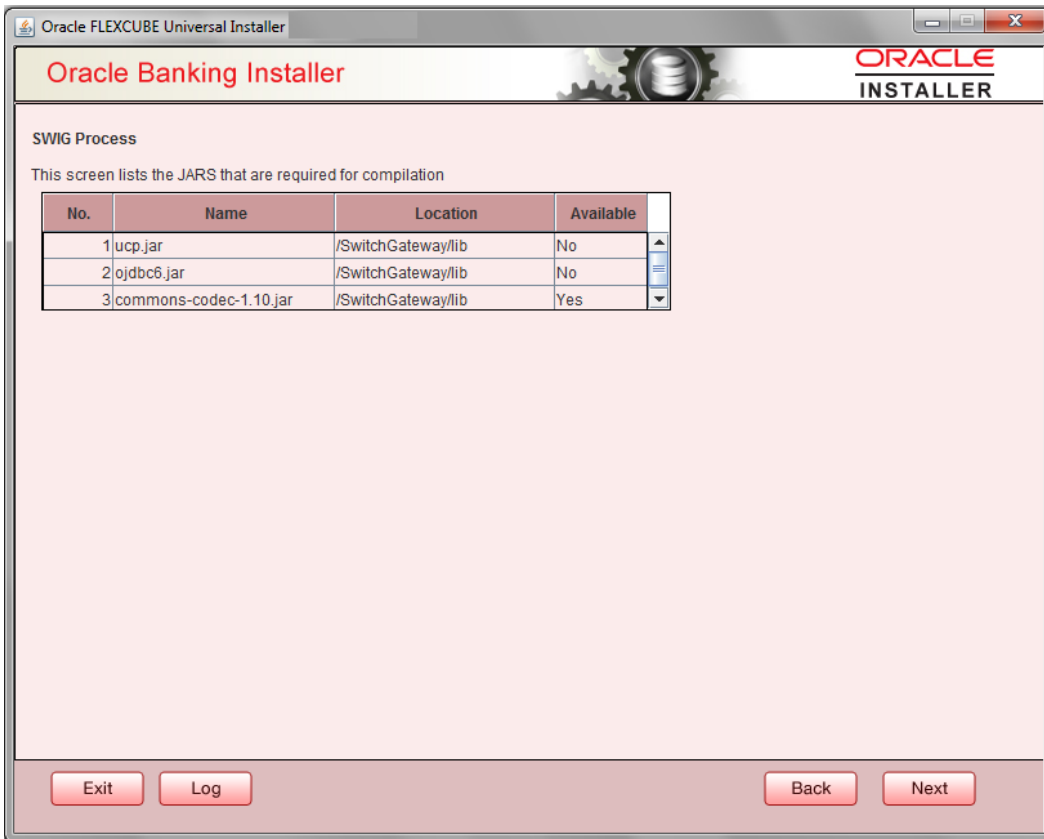 Oracle FLEXCUBE Universal Installer
Oracle Banking Installer
ORACLE
INSTALLER
SWIG Process
This screen lists the JARS that are required for compilation
No. Name Location Available
1 ucp.jar /SwitchGateway/lib No
2 ojdbc6.jar /SwitchGateway/lib No
3 commons-codec-1.10.jar /SwitchGateway/lib Yes
Exit Log Back Next